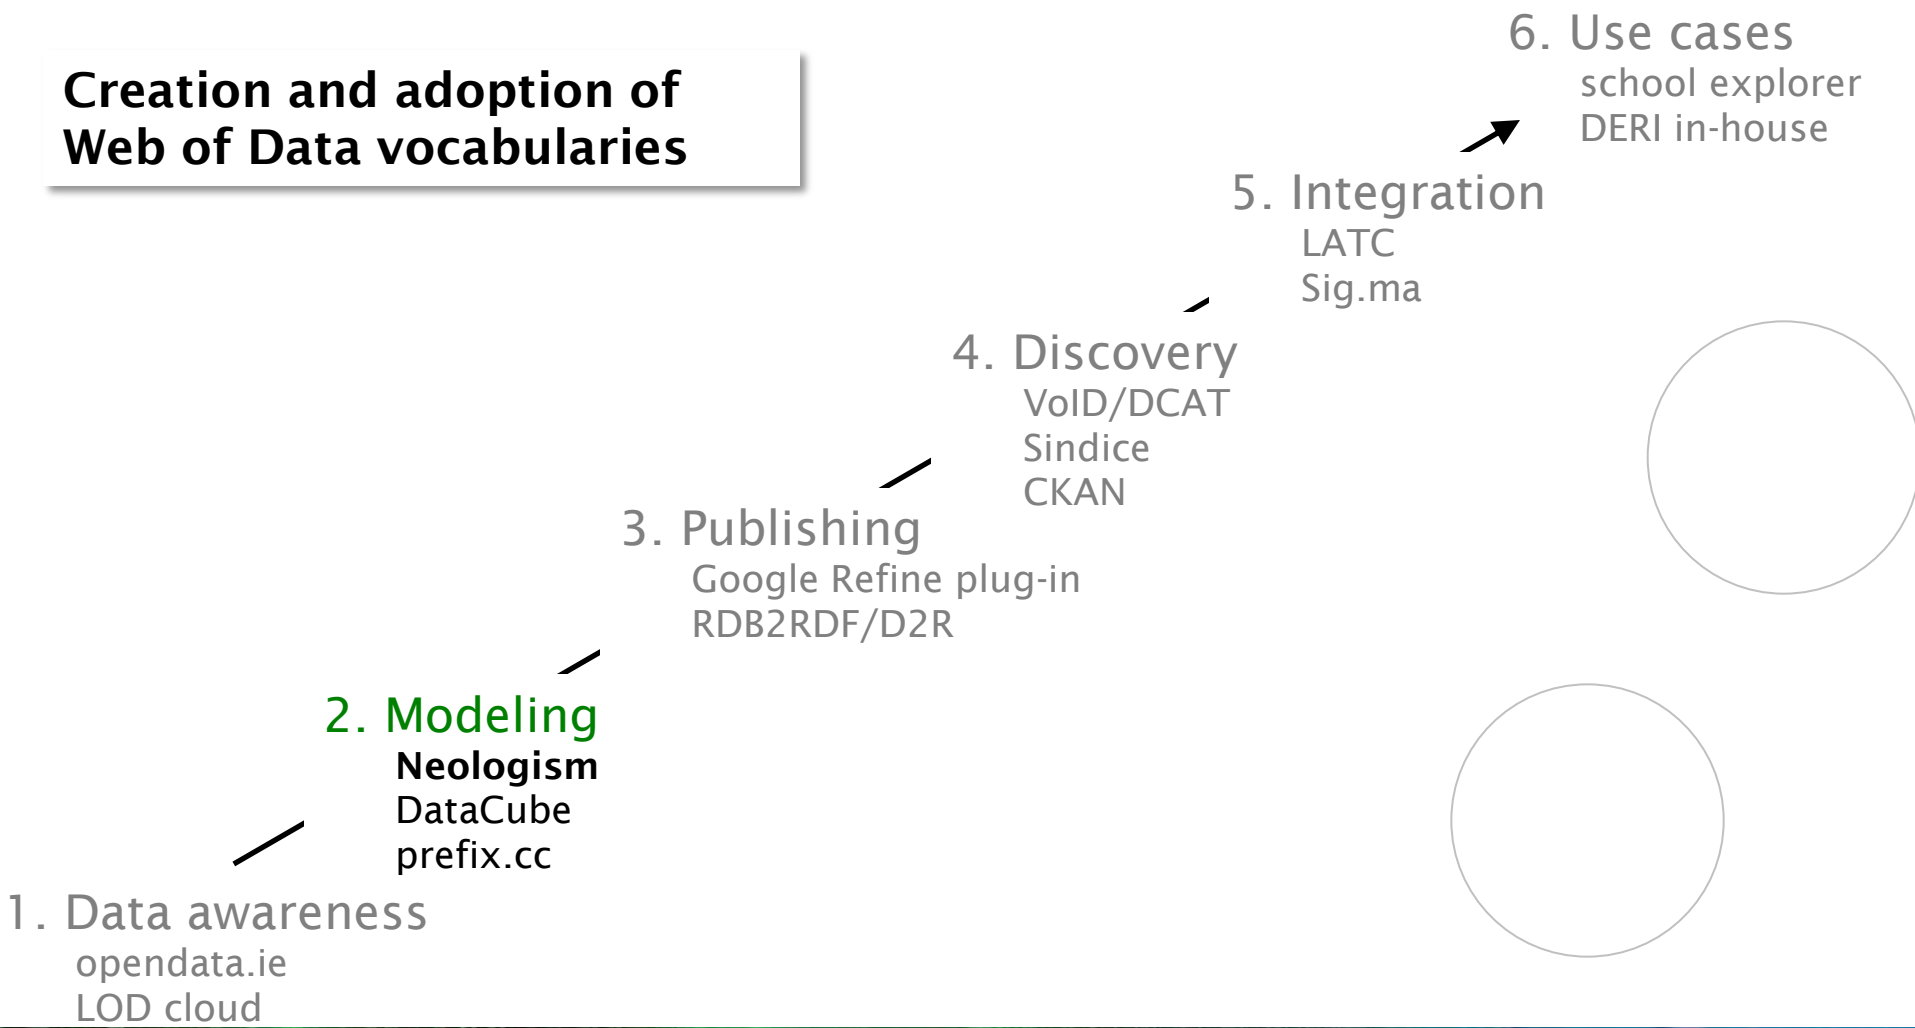 Creation and adoption of
Web of Data vocabularies
6. Use cases
school explorer
DERI in-house
5. Integration
LATC
Sig.ma
4. Discovery
VoID/DCAT
Sindice
CKAN
3. Publishing
Google Refine plug-in
RDB2RDF/D2R
2. Modeling
Neologism
DataCube
prefix.cc
1. Data awareness
opendata.ie
LOD cloud